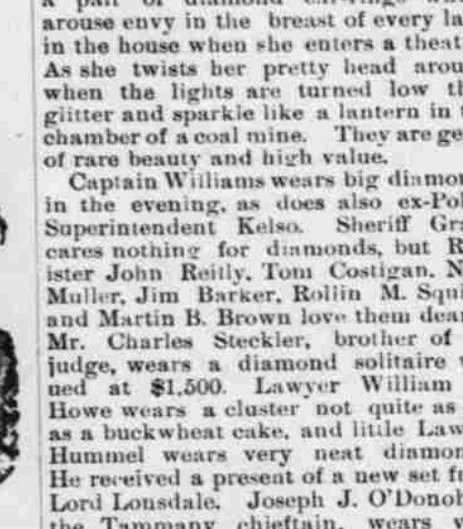 a pair of diamond
arouse envy in the breast of every la
in the house when she enters a theat
As she twists her pretty head arou
when the lights are turned low th
glitter and sparkle like a lantern in t
chamber of a coal mine. They are ge
of rare beauty and high value.
Captain Williams wears big diamon
in the evening, as does also ex-Pol
Superintendent Kelso. Sheriff Gra
cares nothing for diamonds, but R
ister John Reilly, Tom Costigan, N
Muller, Jim Barker, Rollin M. Squi
and Martin B. Brown love them dear
Mr. Charles Steckler, brother of
judge, wears a diamond solitaire v
ued at $1,500. Lawyer William
Howe wears a cluster not quite as
as a buckwheat cake, and little Law
Hummel wears very neat diamon
He received a present of a new set f
Lord Lonsdale. Joseph J. O'Donoh
the Tammany chieftain, wears